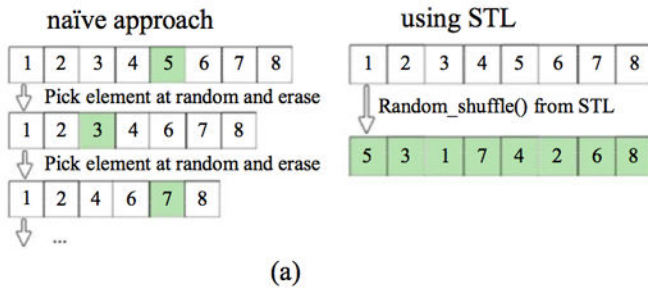 naïve approach
1 2 3 4 5 6 7 8
Pick element at random and erase
1 2 3 4 6 7 8
Pick element at random and erase
1 2 4 6 7 8
...
using STL
1 2 3 4 5 6 7 8
Random_shuffle() from STL
5 3 1 7 4 2 6 8
(a)